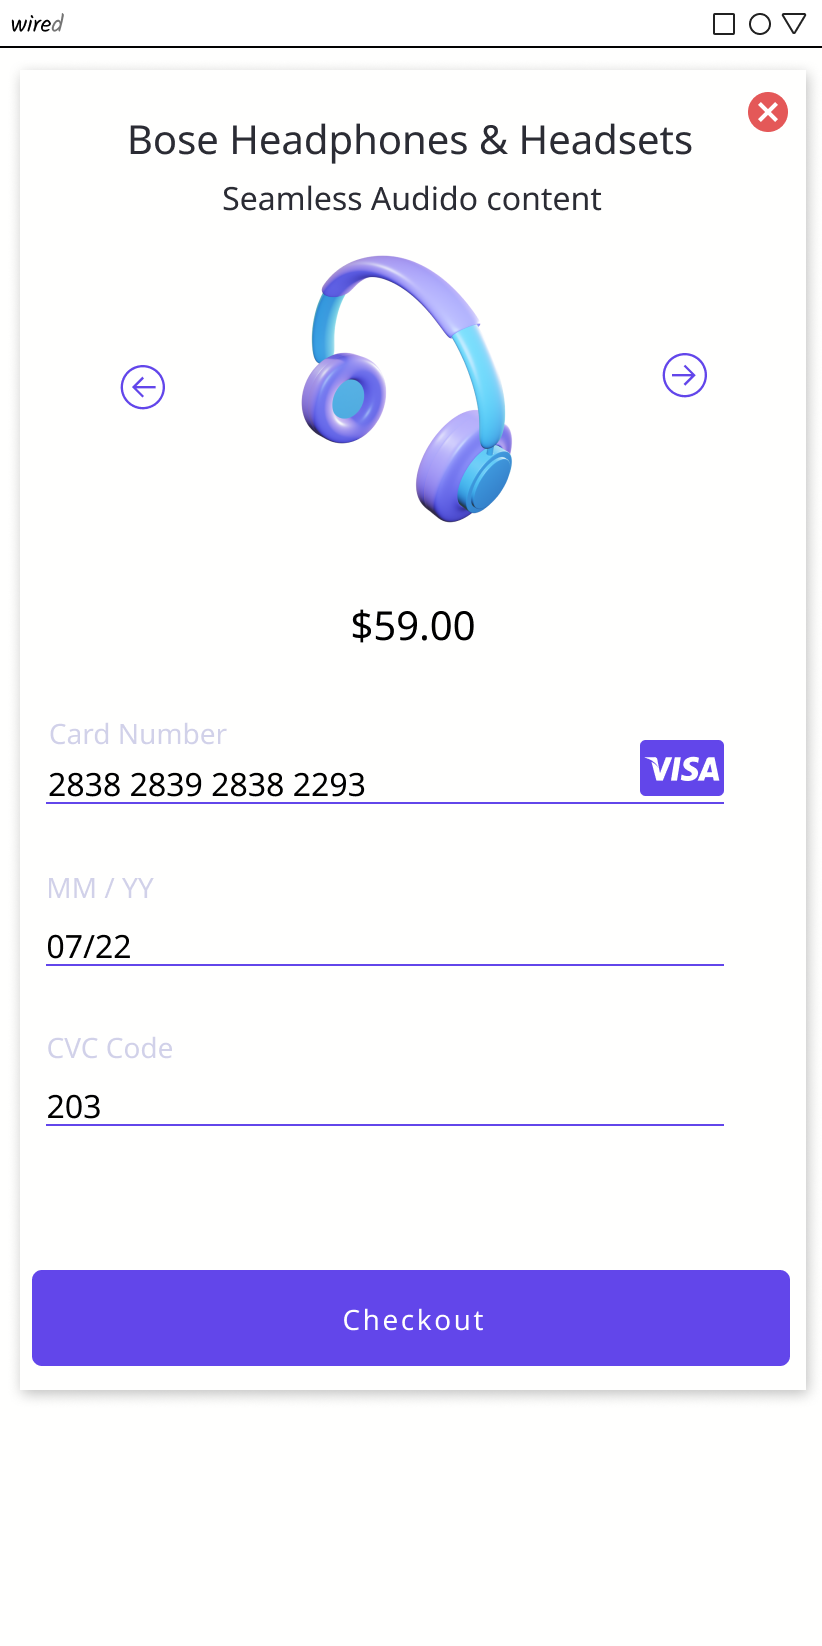 wired
Bose Headphones & Headsets
Seamless Audido content
$59.00
Card Number
2838 2839 2838 2293
VISA
MM / YY
07/22
CVC Code
203
Checkout